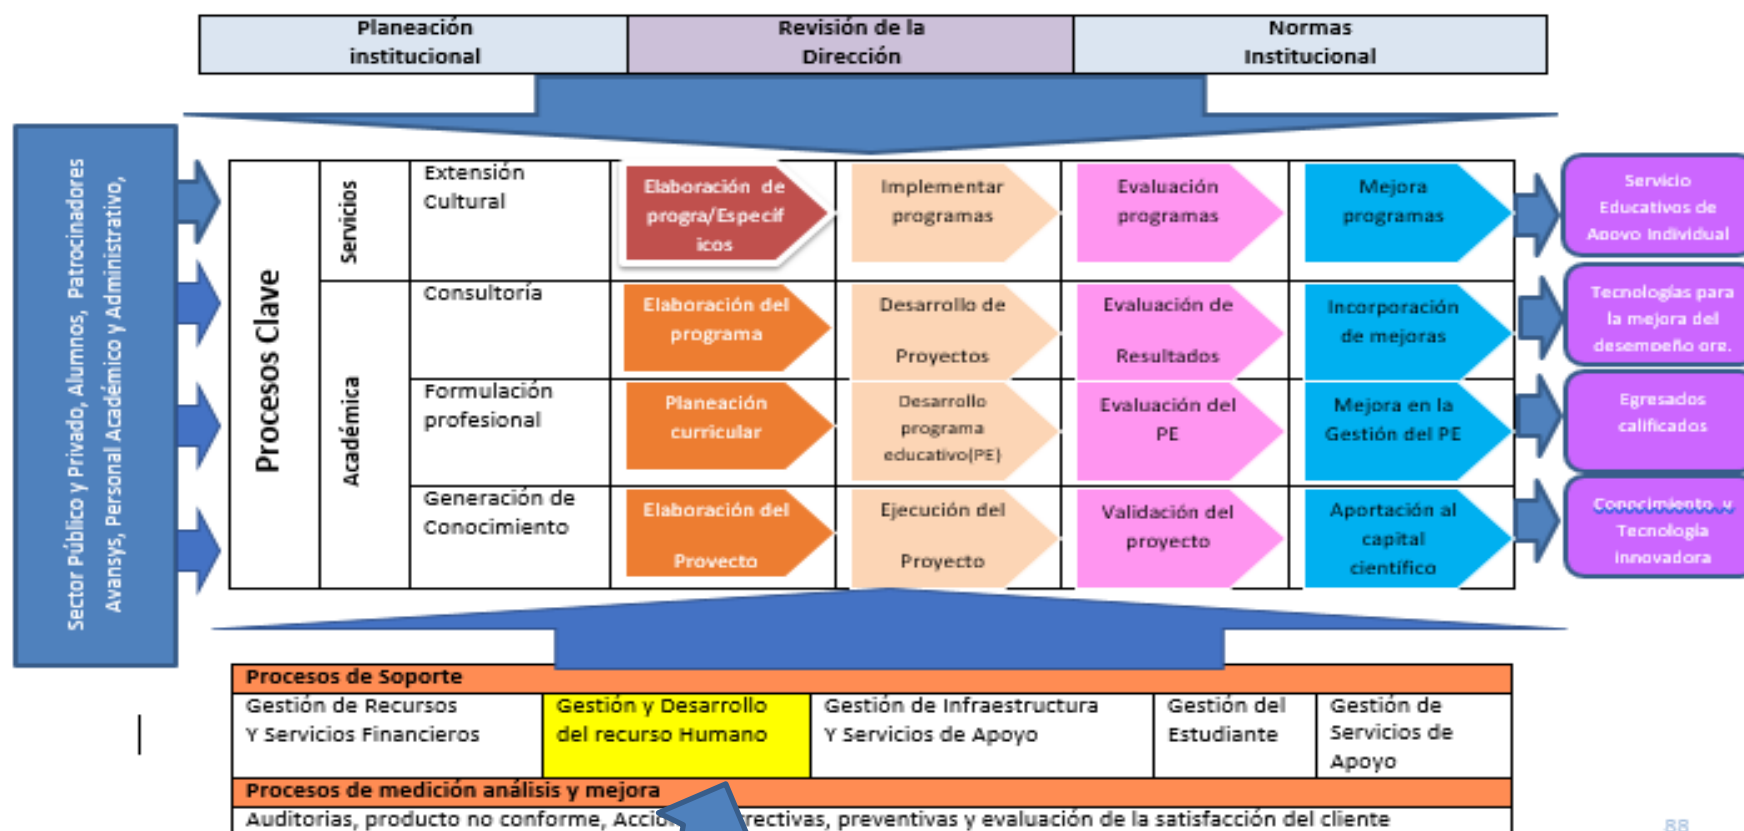 Planeación
institucional
Revisión de la
Dirección
Normas
Institucional
Sector Público y Privado, Alumnos, Patrocinadores
Avansys, Personal Académico y Administrativo,
Procesos Clave
Servicios
Extensión
Cultural
Elaboración de
progra/Especif
icos
Implementar
programas
Evaluación
programas
Mejora
programas
Servicio
Educativos de
Apoyo Individual
Académica
Consultoría
Elaboración del
programa
Desarrollo de
Proyectos
Evaluación de
Resultados
Incorporación
de mejoras
Tecnologías para
la mejora del
desempeño org.
Formulación
profesional
Planeación
curricular
Desarrollo
programa
educativo(PE)
Evaluación del
PE
Mejora en la
Gestión del PE
Egresados
calificados
Generación de
Conocimiento
Elaboración del
Proyecto
Ejecución del
Proyecto
Validación del
proyecto
Aportación al
capital
científico
Conocimiento y
Tecnología
innovadora
Procesos de Soporte
Gestión de Recursos
Y Servicios Financieros
Gestión y Desarrollo
del recurso Humano
Gestión de Infraestructura
Y Servicios de Apoyo
Gestión del
Estudiante
Gestión de
Servicios de
Apoyo
Procesos de medición análisis y mejora
Auditorias, producto no conforme, preventivas y evaluación de la satisfacción del cliente
88